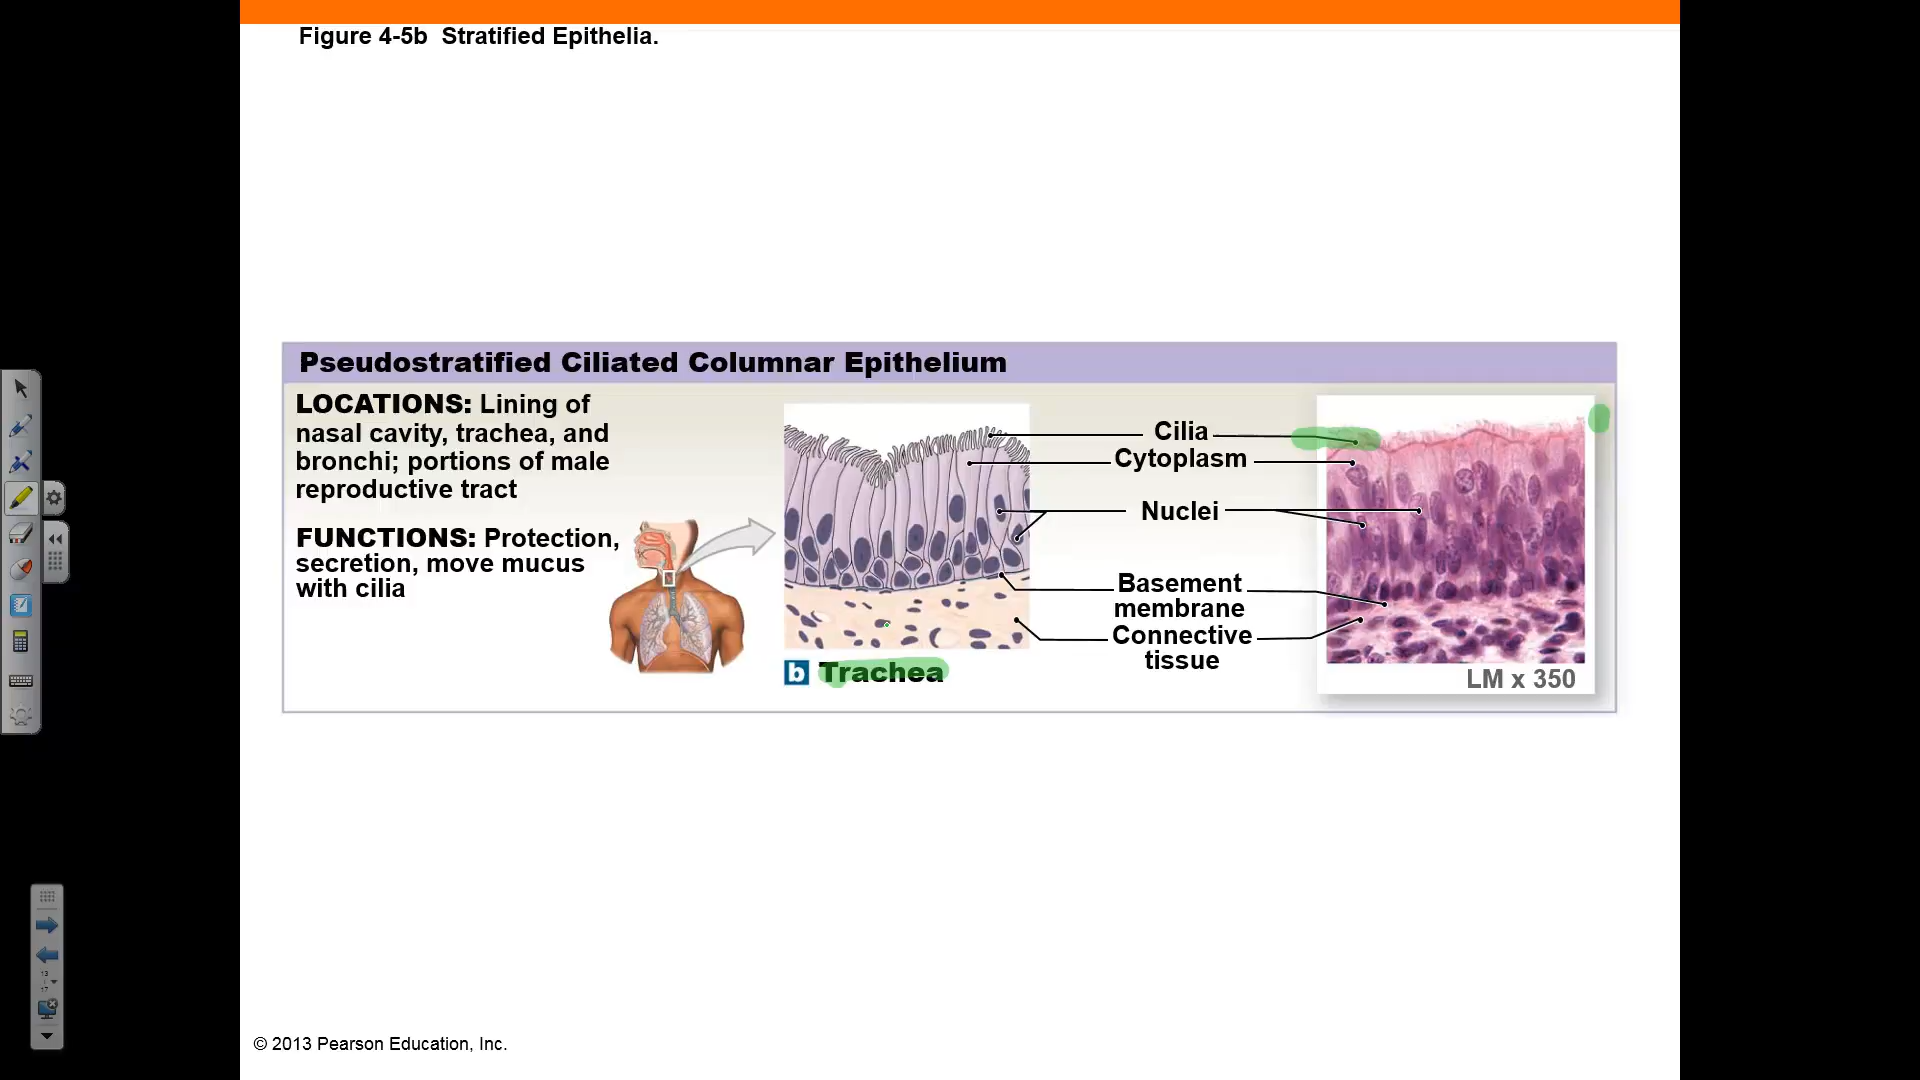 Figure 4-5b  Stratified Epithelia.
Pseudostratified Ciliated Columnar Epithelium
LOCATIONS: Lining of
nasal cavity, trachea, and
bronchi; portions of male
reproductive tract
FUNCTIONS: Protection,
secretion, move mucus
with cilia
Cilia
Cytoplasm
Nuclei
Basement
membrane
Connective
tissue
b Trachea
LM x 350
13
17
© 2013 Pearson Education, Inc.